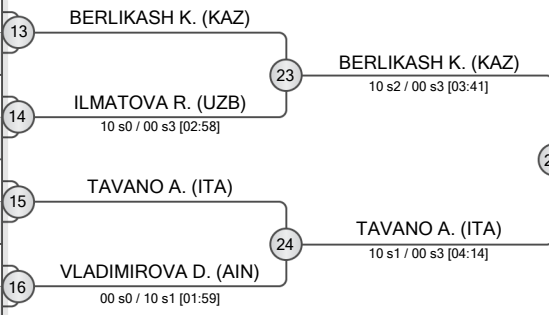 13
BERLIKASH K. (KAZ)
23
BERLIKASH K. (KAZ)
10 s2 / 00 s3 [03:41]
14
ILMATOVA R. (UZB)
10 s0 / 00 s3 [02:58]
15
TAVANO A. (ITA)
24
TAVANO A. (ITA)
10 s1 / 00 s3 [04:14]
16
VLADIMIROVA D. (AIN)
00 s0 / 10 s1 [01:59]